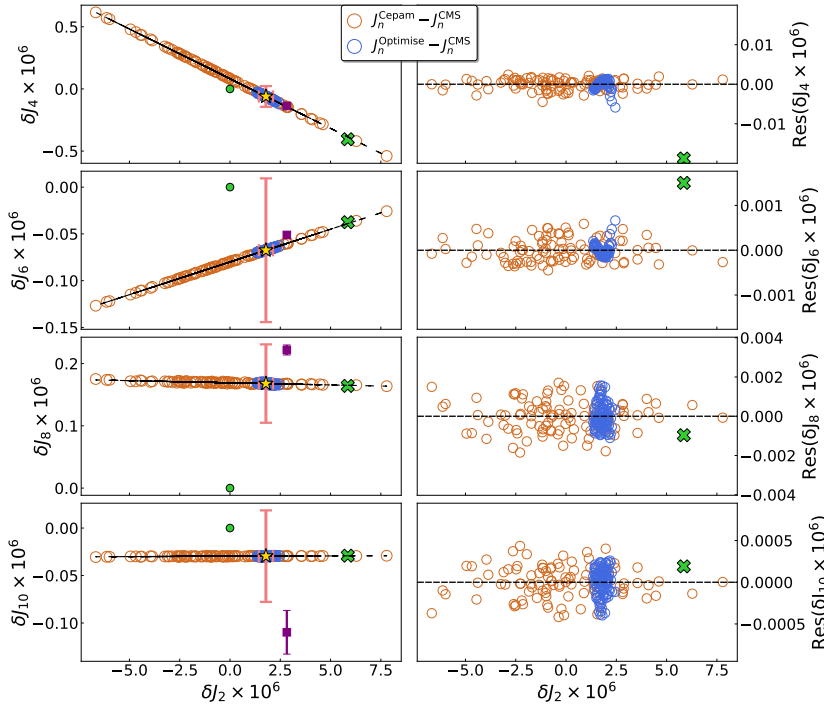 J_n^Cepam − J_n^CMS
J_n^Optimise − J_n^CMS
δJ_4 × 10^6
0.5
0.0
−0.5
Res(δJ_4 × 10^6)
0.01
0.00
−0.01
δJ_6 × 10^6
0.00
−0.05
−0.10
−0.15
Res(δJ_6 × 10^6)
0.001
0.000
−0.001
δJ_8 × 10^6
0.2
0.1
0.0
Res(δJ_8 × 10^6)
0.004
0.002
0.000
−0.002
−0.004
δJ_10 × 10^6
0.00
−0.05
−0.10
Res(δJ_10 × 10^6)
0.0005
0.0000
−0.0005
−5.0 −2.5 0.0 2.5 5.0 7.5
δJ_2 × 10^6
−5.0 −2.5 0.0 2.5 5.0 7.5
δJ_2 × 10^6